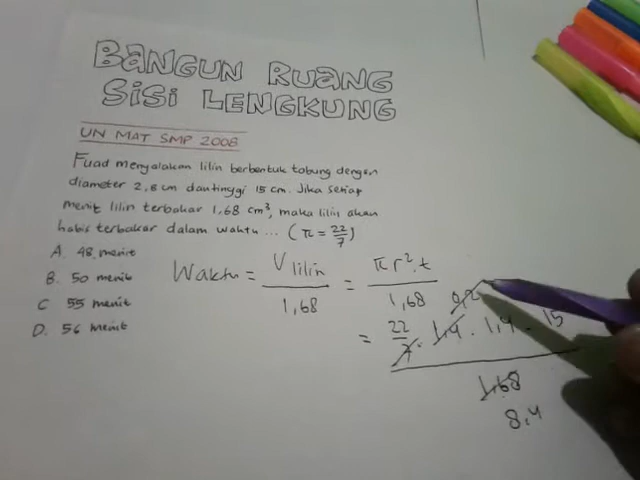 BANGUN RUANG
SISI LENGKUNG
UN MAT SMP 2008
Fuad menyalakan lilin berbentuk tabung dengan
diameter 2,8 cm dan tinggi 15 cm. Jika setiap
menit lilin terbakar 1,68 cm³, maka lilin akan
habis terbakar dalam waktu ... (π = 22/7)
A. 48 menit
B. 50 menit
C 55 menit
D. 56 menit
Waktu = V lilin / 1,68 = π r² . t / 1,68
0,2
= 22/7 . 1,4 . 1,4 . 15
1,68
8,4